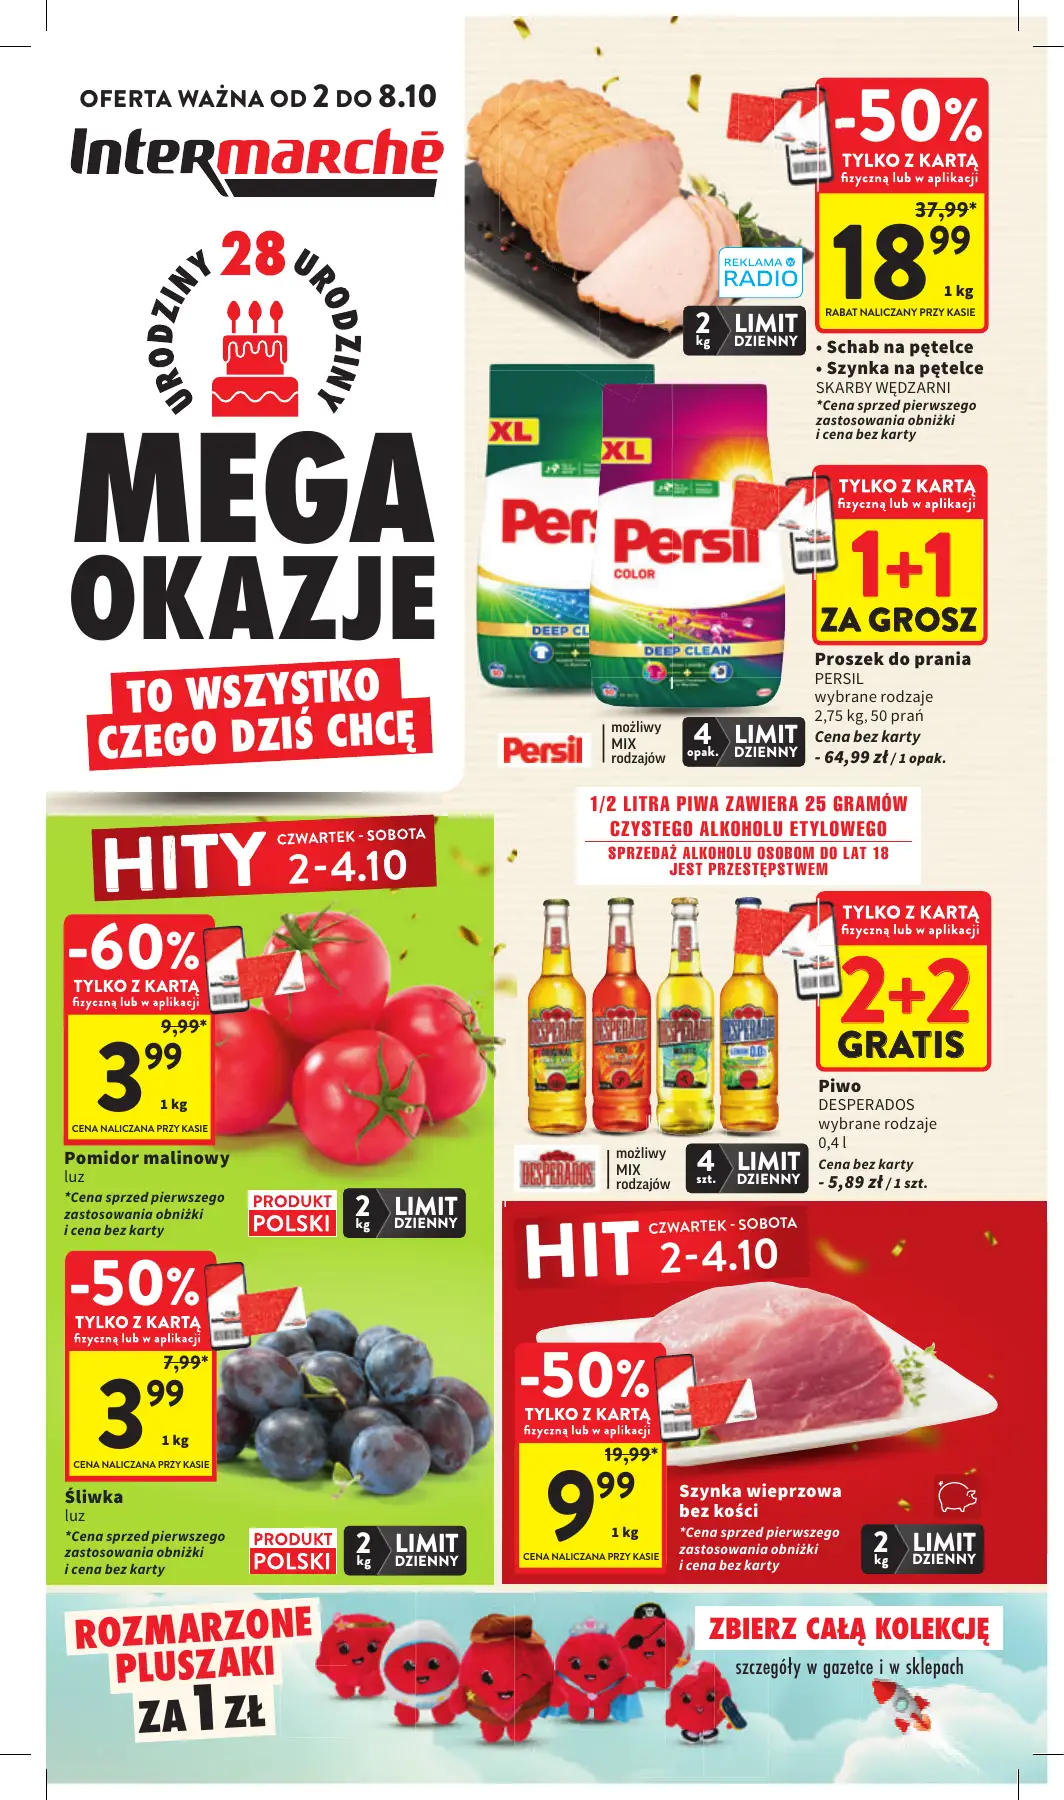 OFERTA WAŻNA OD 2 DO 8.10
Intermarchē
URODZINY 28 URODZINY
MEGA
OKAZJE
TO WSZYSTKO
CZEGO DZIŚ CHCĘ
-50%
TYLKO Z KARTĄ
fizyczną lub w aplikacji
37,99*
18 99
1 kg
RABAT NALICZANY PRZY KASIE
REKLAMA W
RADIO
2 kg LIMIT DZIENNY
• Schab na pętelce
• Szynka na pętelce
SKARBY WĘDZARNI
*Cena sprzed pierwszego
zastosowania obniżki
i cena bez karty
XL
XL
Persil
COLOR
DEEP CL
DEEP CLEAN
TYLKO Z KARTĄ
fizyczną lub w aplikacji
1+1
ZA GROSZ
Proszek do prania
PERSIL
wybrane rodzaje
2,75 kg, 50 prań
Cena bez karty
- 64,99 zł / 1 opak.
Persil
możliwy
MIX
rodzajów
4 opak. LIMIT DZIENNY
1/2 LITRA PIWA ZAWIERA 25 GRAMÓW
CZYSTEGO ALKOHOLU ETYLOWEGO
SPRZEDAŻ ALKOHOLU OSOBOM DO LAT 18
JEST PRZESTĘPSTWEM
TYLKO Z KARTĄ
fizyczną lub w aplikacji
2+2
GRATIS
Piwo
DESPERADOS
wybrane rodzaje
0,4 l
Cena bez karty
- 5,89 zł / 1 szt.
DESPERADOS
możliwy
MIX
rodzajów
4 szt. LIMIT DZIENNY
HITY CZWARTEK - SOBOTA
2-4.10
-60%
TYLKO Z KARTĄ
fizyczną lub w aplikacji
9,99*
3 99
1 kg
CENA NALICZANA PRZY KASIE
Pomidor malinowy
luz
*Cena sprzed pierwszego
zastosowania obniżki
i cena bez karty
PRODUKT
POLSKI
2 kg LIMIT DZIENNY
-50%
TYLKO Z KARTĄ
fizyczną lub w aplikacji
7,99*
3 99
1 kg
CENA NALICZANA PRZY KASIE
Śliwka
luz
*Cena sprzed pierwszego
zastosowania obniżki
i cena bez karty
PRODUKT
POLSKI
2 kg LIMIT DZIENNY
HIT CZWARTEK - SOBOTA
2-4.10
-50%
TYLKO Z KARTĄ
fizyczną lub w aplikacji
19,99*
9 99
1 kg
CENA NALICZANA PRZY KASIE
Szynka wieprzowa
bez kości
*Cena sprzed pierwszego
zastosowania obniżki
i cena bez karty
2 kg LIMIT DZIENNY
ROZMARZONE
PLUSZAKI
ZA 1 ZŁ
ZBIERZ CAŁĄ KOLEKCJĘ
szczegóły w gazetce i w sklepach